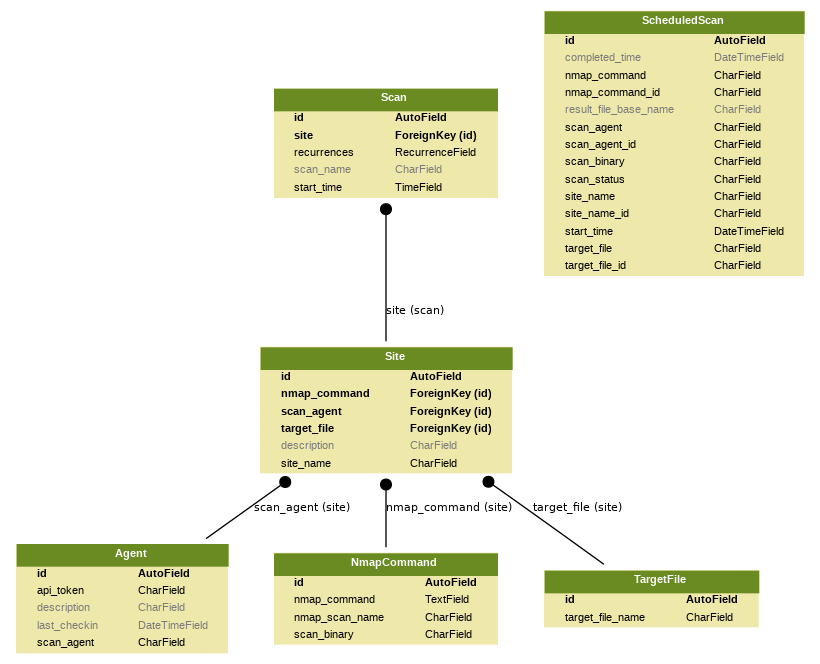 ScheduledScan
id AutoField
completed_time DateTimeField
nmap_command CharField
nmap_command_id CharField
result_file_base_name CharField
scan_agent CharField
scan_agent_id CharField
scan_binary CharField
scan_status CharField
site_name CharField
site_name_id CharField
start_time DateTimeField
target_file CharField
target_file_id CharField
Scan
id AutoField
site ForeignKey (id)
recurrences RecurrenceField
scan_name CharField
start_time TimeField
site (scan)
Site
id AutoField
nmap_command ForeignKey (id)
scan_agent ForeignKey (id)
target_file ForeignKey (id)
description CharField
site_name CharField
scan_agent (site) nmap_command (site) target_file (site)
Agent
id AutoField
api_token CharField
description CharField
last_checkin DateTimeField
scan_agent CharField
NmapCommand
id AutoField
nmap_command TextField
nmap_scan_name CharField
scan_binary CharField
TargetFile
id AutoField
target_file_name CharField